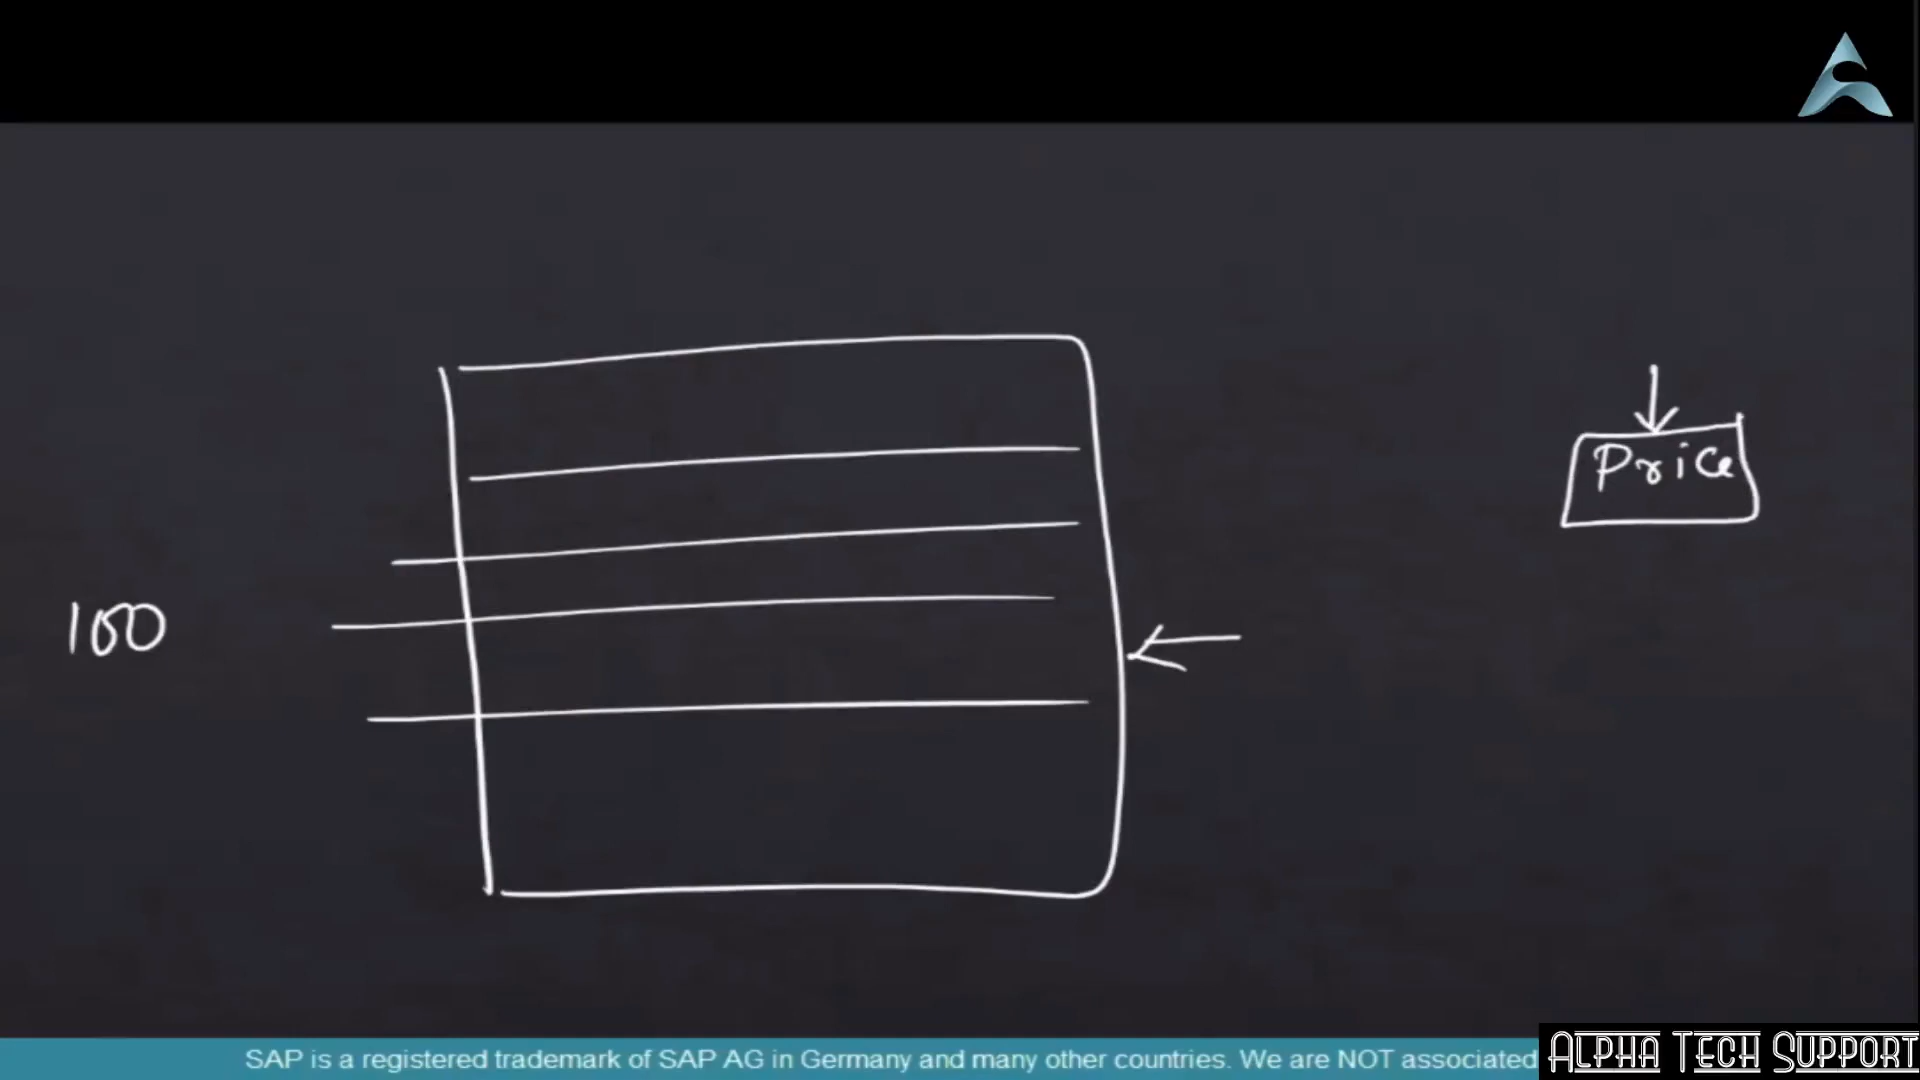 Price
100
SAP is a registered trademark of SAP AG in Germany and many other countries. We are NOT associated
ALPHA TECH SUPPORT